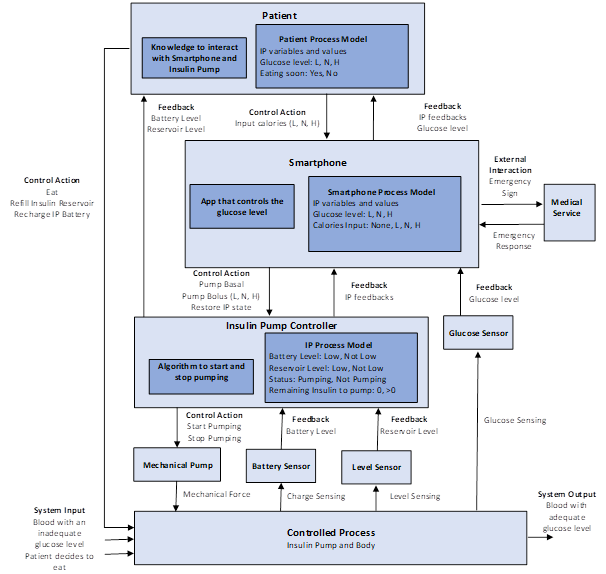 Patient
Knowledge to interact
with Smartphone and
Insulin Pump
Patient Process Model
IP variables and values
Glucose level: L, N, H
Eating soon: Yes, No
Feedback
Battery Level
Reservoir Level
Control Action
Input calories (L, N, H)
Feedback
IP feedbacks
Glucose level
Control Action
Eat
Refill Insulin Reservoir
Recharge IP Battery
Smartphone
App that controls the
glucose level
Smartphone Process Model
IP variables and values
Glucose level: L, N, H
Calories Input: None, L, N, H
External
Interaction
Emergency
Sign
Medical
Service
Emergency
Response
Control Action
Pump Basal
Pump Bolus (L, N, H)
Restore IP state
Feedback
IP feedbacks
Feedback
Glucose level
Insulin Pump Controller
Algorithm to start and
stop pumping
IP Process Model
Battery Level: Low, Not Low
Reservoir Level: Low, Not Low
Status: Pumping, Not Pumping
Remaining Insulin to pump: 0, >0
Glucose Sensor
Control Action
Start Pumping
Stop Pumping
Feedback
Battery Level
Feedback
Reservoir Level
Glucose Sensing
Mechanical Pump
Battery Sensor
Level Sensor
Mechanical Force
Charge Sensing
Level Sensing
System Input
Blood with an
inadequate
glucose level
Patient decides to
eat
Controlled Process
Insulin Pump and Body
System Output
Blood with
adequate
glucose level